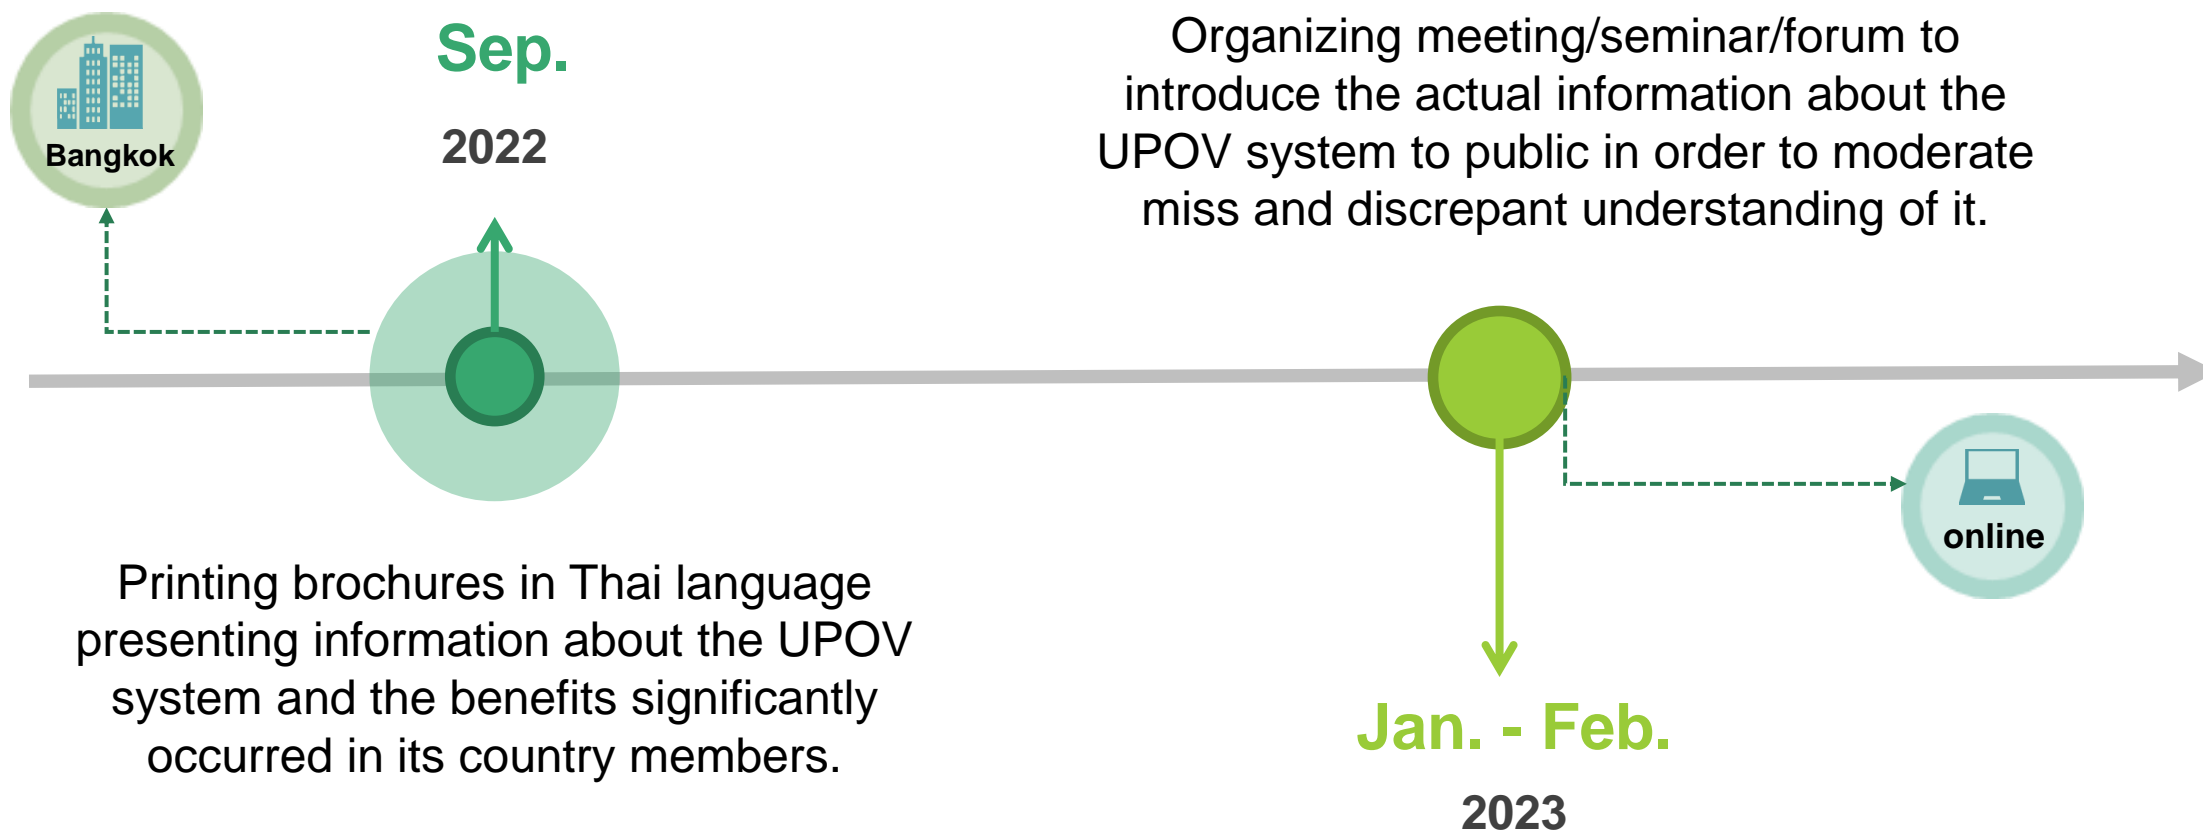 Bangkok
Sep.
2022
Printing brochures in Thai language
presenting information about the UPOV
system and the benefits significantly
occurred in its country members.
Organizing meeting/seminar/forum to
introduce the actual information about the
UPOV system to public in order to moderate
miss and discrepant understanding of it.
online
Jan. - Feb.
2023